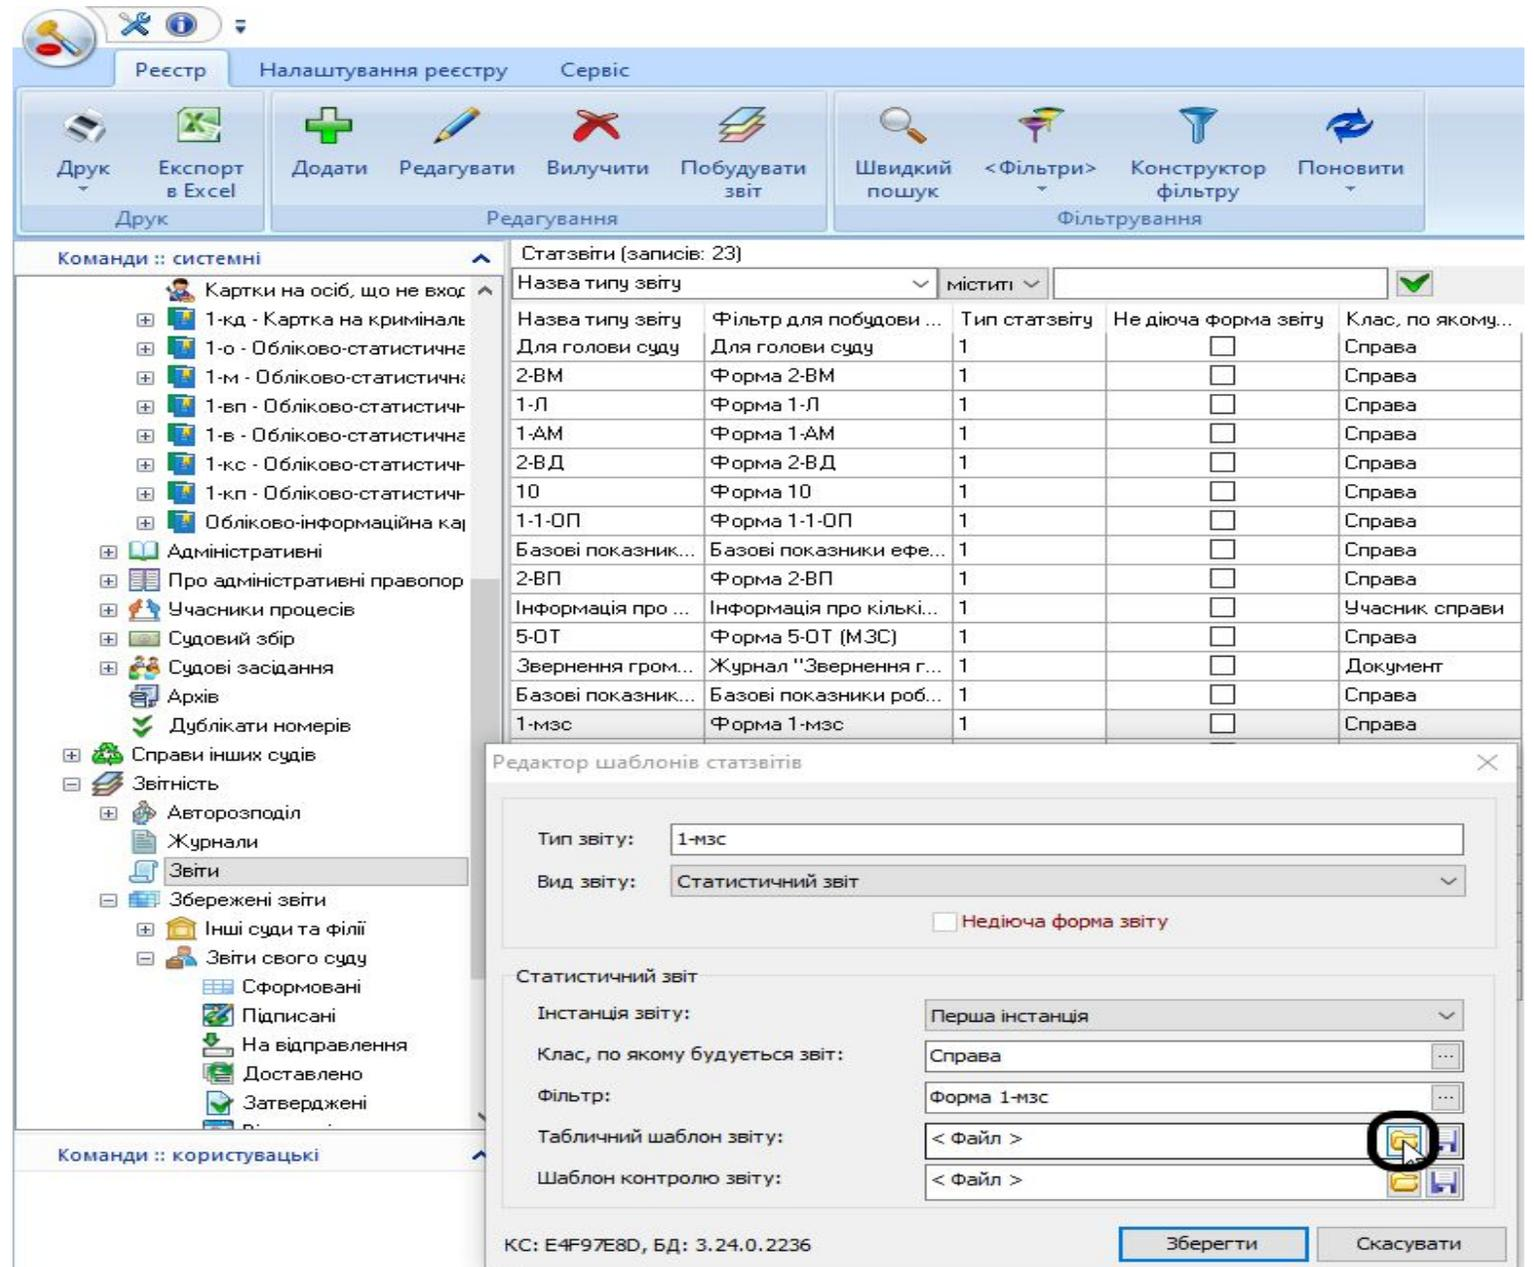 Реєстр Налаштування реєстру Сервіс
Друк Експорт в Excel Додати Редагувати Вилучити Побудувати звіт Швидкий пошук <Фільтри> Конструктор фільтру Поновити
Друк Редагування Фільтрування
Команди :: системні
Картки на осіб, що не вход
1-кд - Картка на криміналь
1-о - Обліково-статистична
1-м - Обліково-статистичн
1-вп - Обліково-статистичн
1-в - Обліково-статистична
1-кс - Обліково-статистичн
1-кп - Обліково-статистичн
Обліково-інформаційна ка
Адміністративні
Про адміністративні правопор
Учасники процесів
Судовий збір
Судові засідання
Архів
Дублікати номерів
Справи інших судів
Звітність
Авторозподіл
Журнали
Звіти
Збережені звіти
Інші суди та філії
Звіти свого суду
Сформовані
Підписані
На відправлення
Доставлено
Затверджені
Команди :: користувацькі
Статзвіти (записів: 23)
Назва типу звіту містит
Назва типу звіту Фільтр для побудови ... Тип статзвіту Не діюча форма звіту Клас, по якому...
Для голови суду Для голови суду 1 Справа
2-ВМ Форма 2-ВМ 1 Справа
1-Л Форма 1-Л 1 Справа
1-АМ Форма 1-АМ 1 Справа
2-ВД Форма 2-ВД 1 Справа
10 Форма 10 1 Справа
1-1-ОП Форма 1-1-ОП 1 Справа
Базові показник... Базові показники ефе... 1 Справа
2-ВП Форма 2-ВП 1 Справа
Інформація про ... Інформація про кількі... 1 Учасник справи
5-ОТ Форма 5-ОТ (МЗС) 1 Справа
Звернення гром... Журнал "Звернення г... 1 Документ
Базові показник... Базові показники роб... 1 Справа
1-мзс Форма 1-мзс 1 Справа
Редактор шаблонів статзвітів
Тип звіту: 1-мзс
Вид звіту: Статистичний звіт
Недіюча форма звіту
Статистичний звіт
Інстанція звіту: Перша інстанція
Клас, по якому будується звіт: Справа ...
Фільтр: Форма 1-мзс ...
Табличний шаблон звіту: < Файл >
Шаблон контролю звіту: < Файл >
КС: E4F97E8D, БД: 3.24.0.2236 Зберегти Скасувати